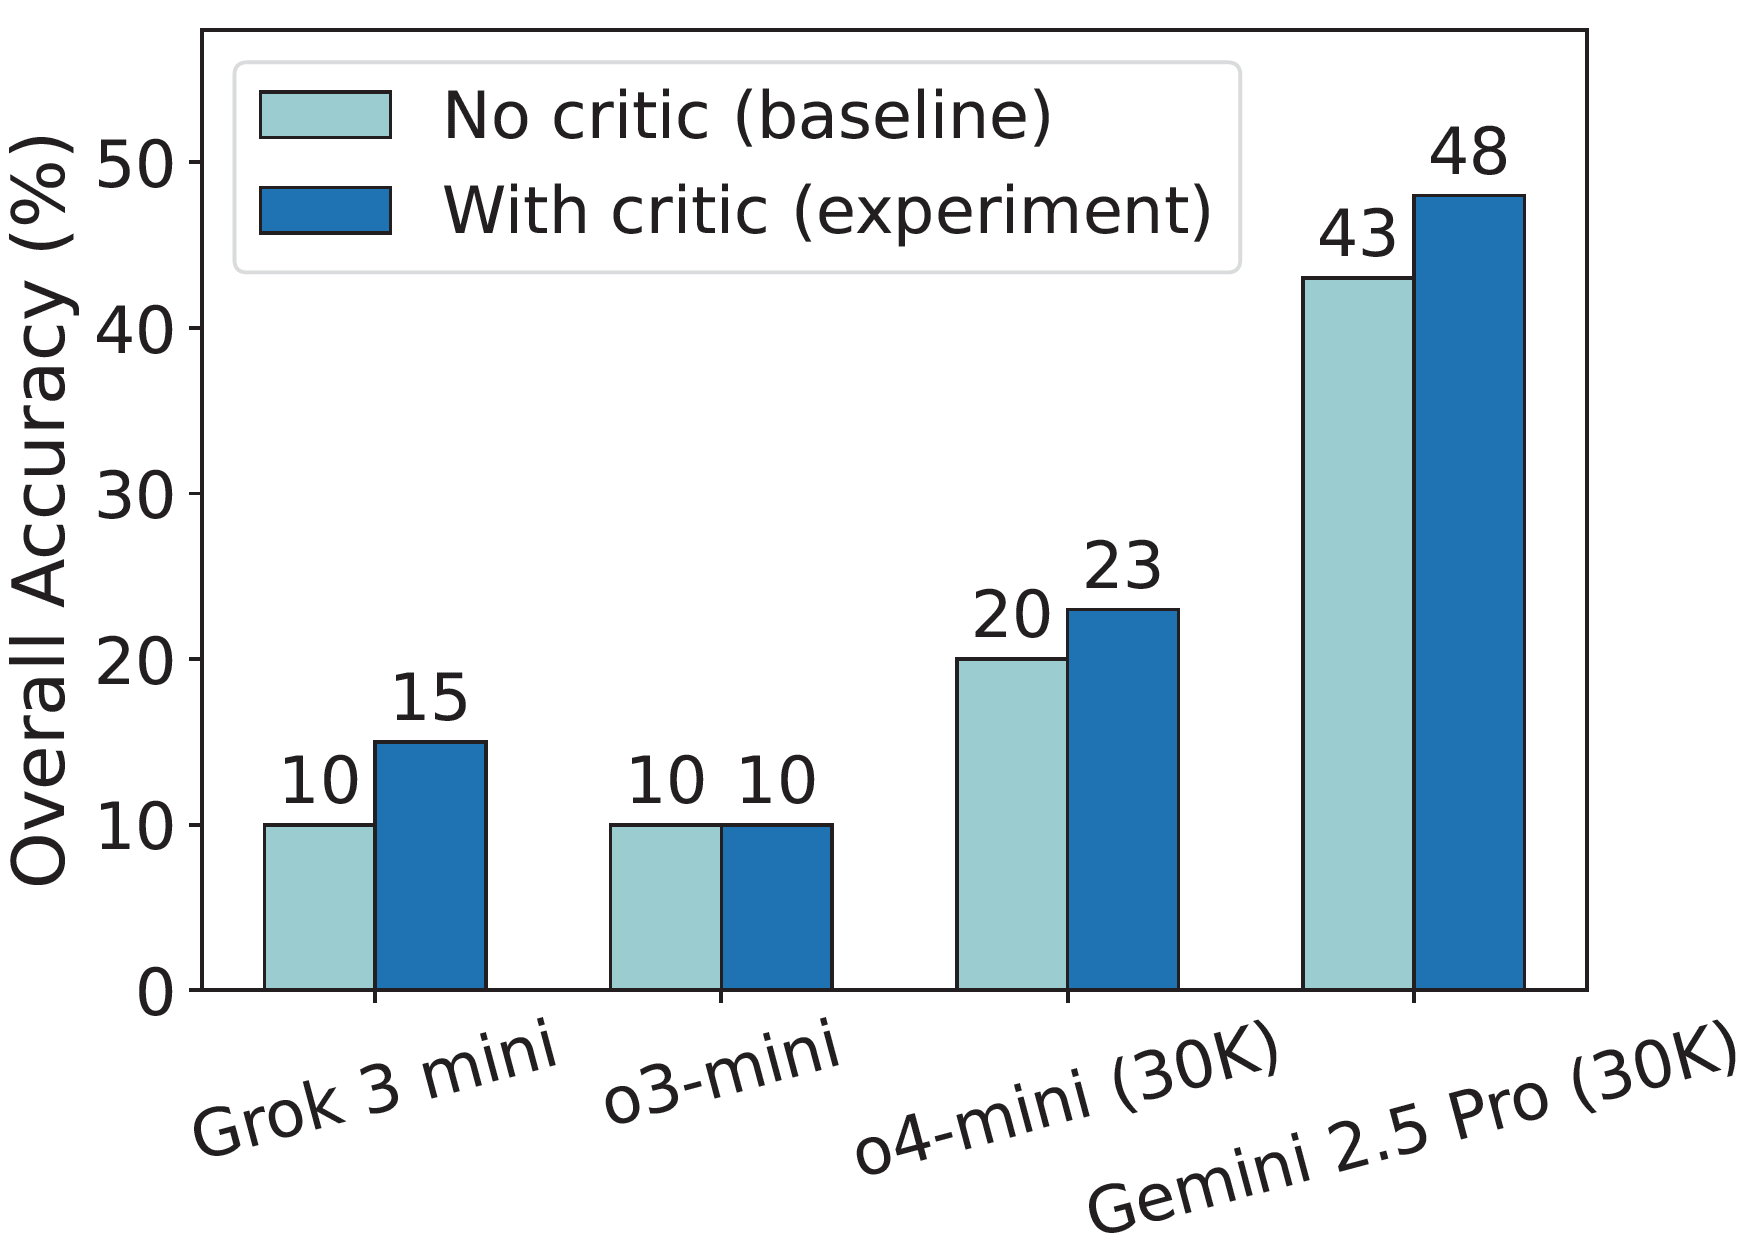 No critic (baseline)
With critic (experiment)
Overall Accuracy (%)
50
40
30
20
10
0
10
15
10
10
20
23
43
48
Grok 3 mini
o3-mini
o4-mini (30K)
Gemini 2.5 Pro (30K)